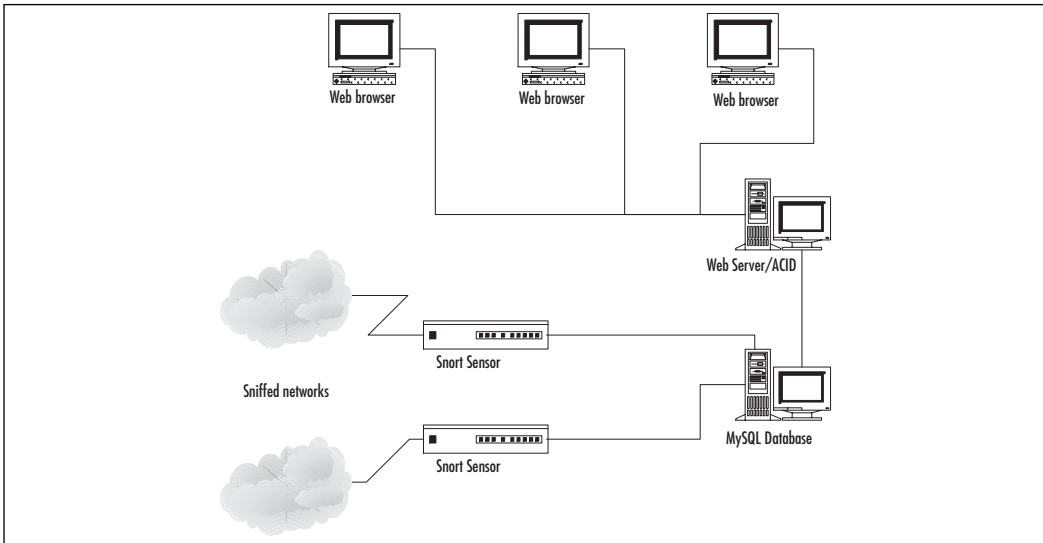 Web browser
Web browser
Web browser
Web Server/ACID
Snort Sensor
Sniffed networks
MySQL Database
Snort Sensor